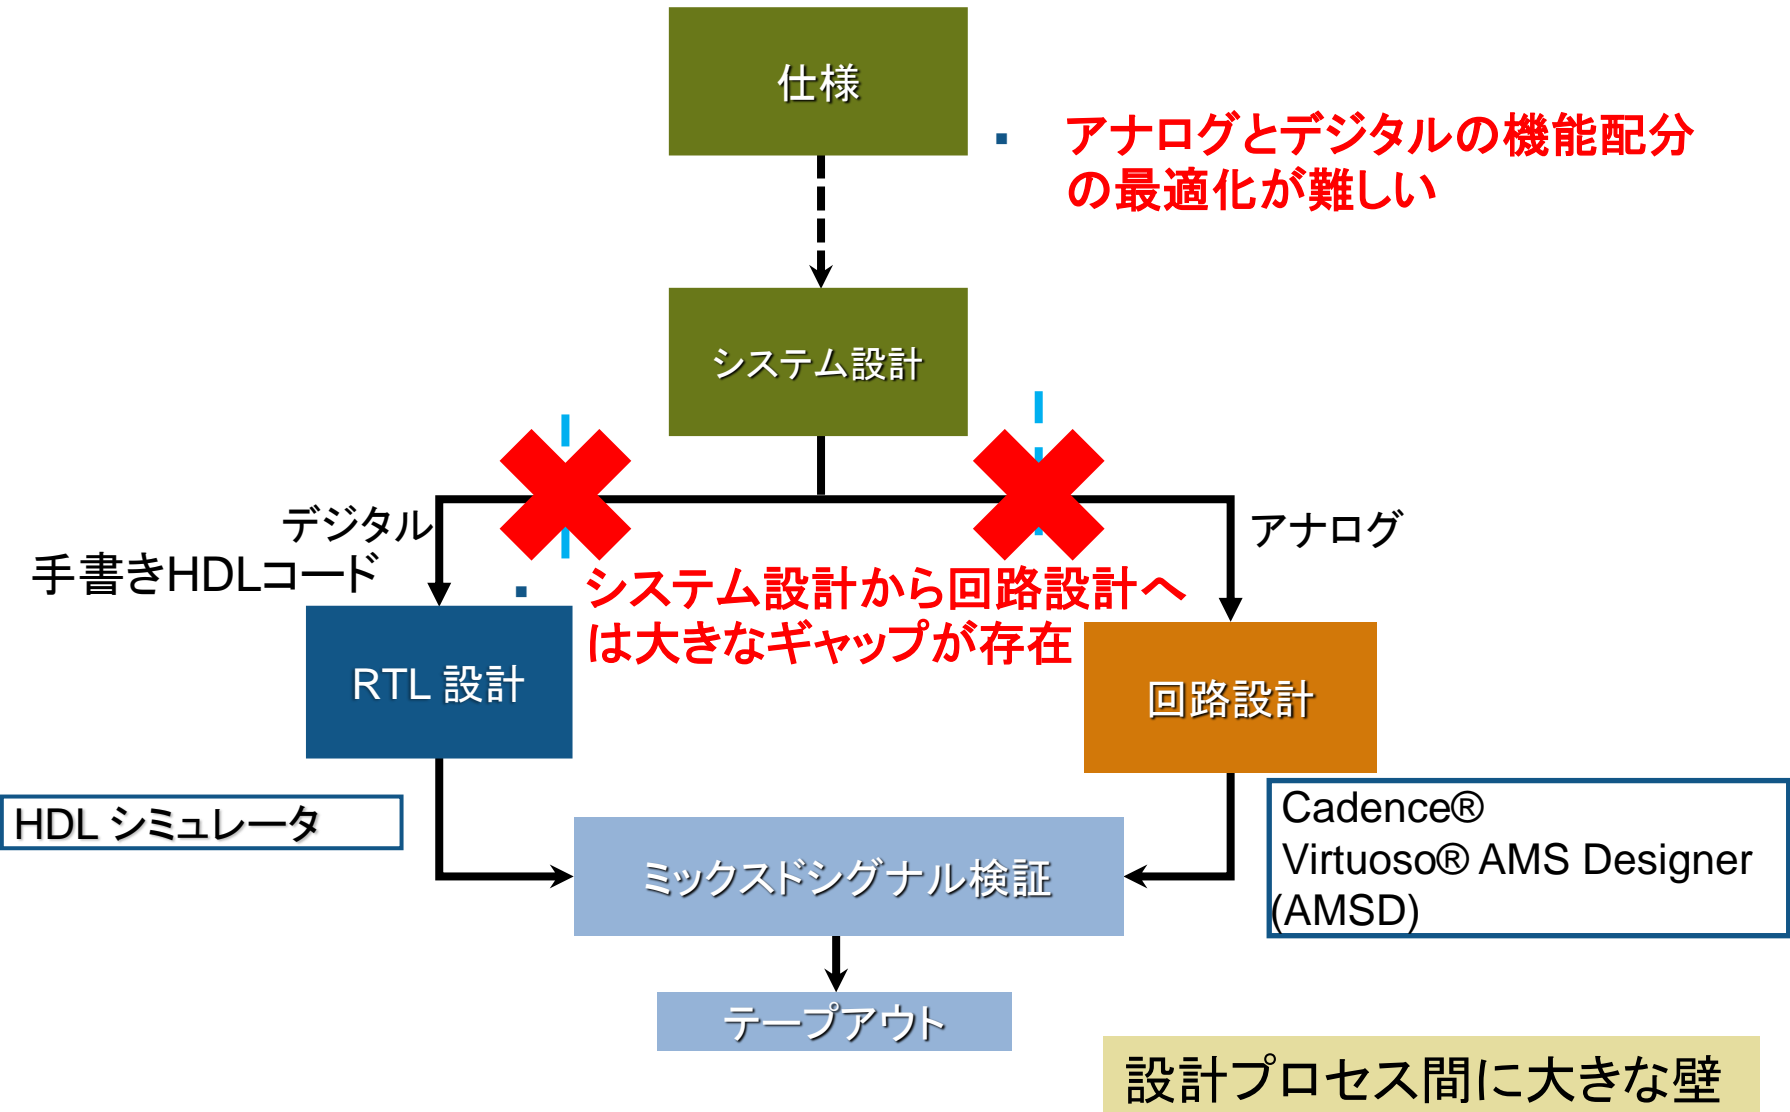 仕様
▪ アナログとデジタルの機能配分
の最適化が難しい
システム設計
デジタル
アナログ
手書きHDLコード
▪ システム設計から回路設計へ
は大きなギャップが存在
RTL 設計
回路設計
HDL シミュレータ
Cadence®
Virtuoso® AMS Designer
(AMSD)
ミックスドシグナル検証
テープアウト
設計プロセス間に大きな壁